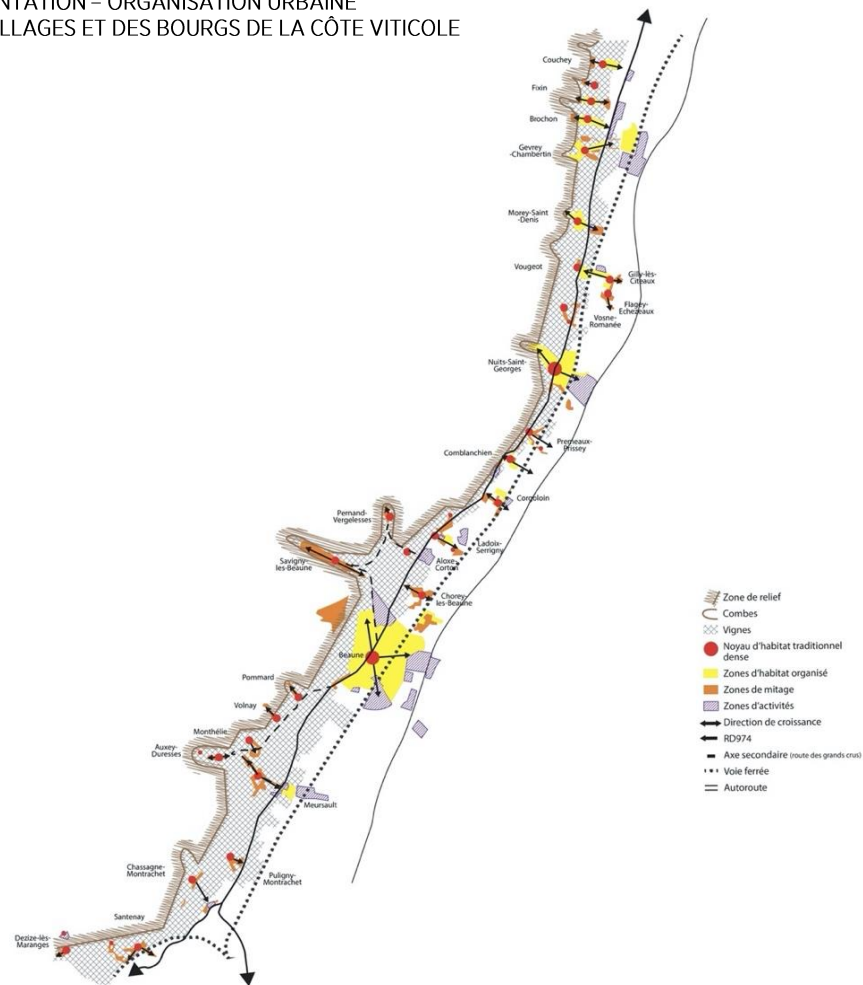 NTATION – ORGANISATION URBAINE
LLAGES ET DES BOURGS DE LA CÔTE VITICOLE
Couchey
Fixin
Brochon
Gevrey
-Chambertin
Morey-Saint
-Denis
Vougeot
Gilly-lès-
Cîteaux
Flagey-
Echezeaux
Vosne-
Romanée
Nuits-Saint-
Georges
Premeaux-
Prissey
Comblanchien
Corgoloin
Pernand-
Vergelesses
Ladoix-
Serrigny
Savigny-
les-Beaune
Aloxe-
Corton
Chorey-
les-Beaune
Beaune
Pommard
Volnay
Monthélie
Auxey-
Duresses
Meursault
Chassagne-
Montrachet
Puligny-
Montrachet
Santenay
Dezize-lès-
Maranges
Zone de relief
Combes
Vignes
Noyau d'habitat traditionnel
dense
Zones d'habitat organisé
Zones de mitage
Zones d'activités
Direction de croissance
RD974
Axe secondaire (route des grands crus)
Voie ferrée
Autoroute